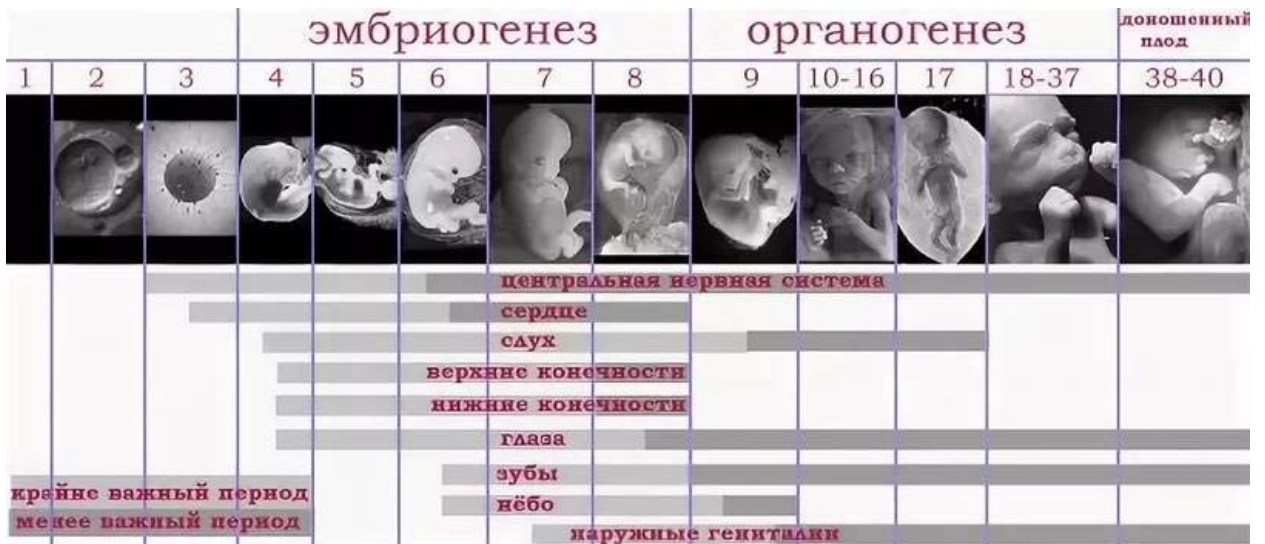 эмбриогенез органогенез доношенный
плод
1 2 3 4 5 6 7 8 9 10-16 17 18-37 38-40
центральная нервная система
сердце
слух
верхние конечности
нижние конечности
глаза
зубы
крайне важный период
нёбо
менее важный период
наружные гениталии